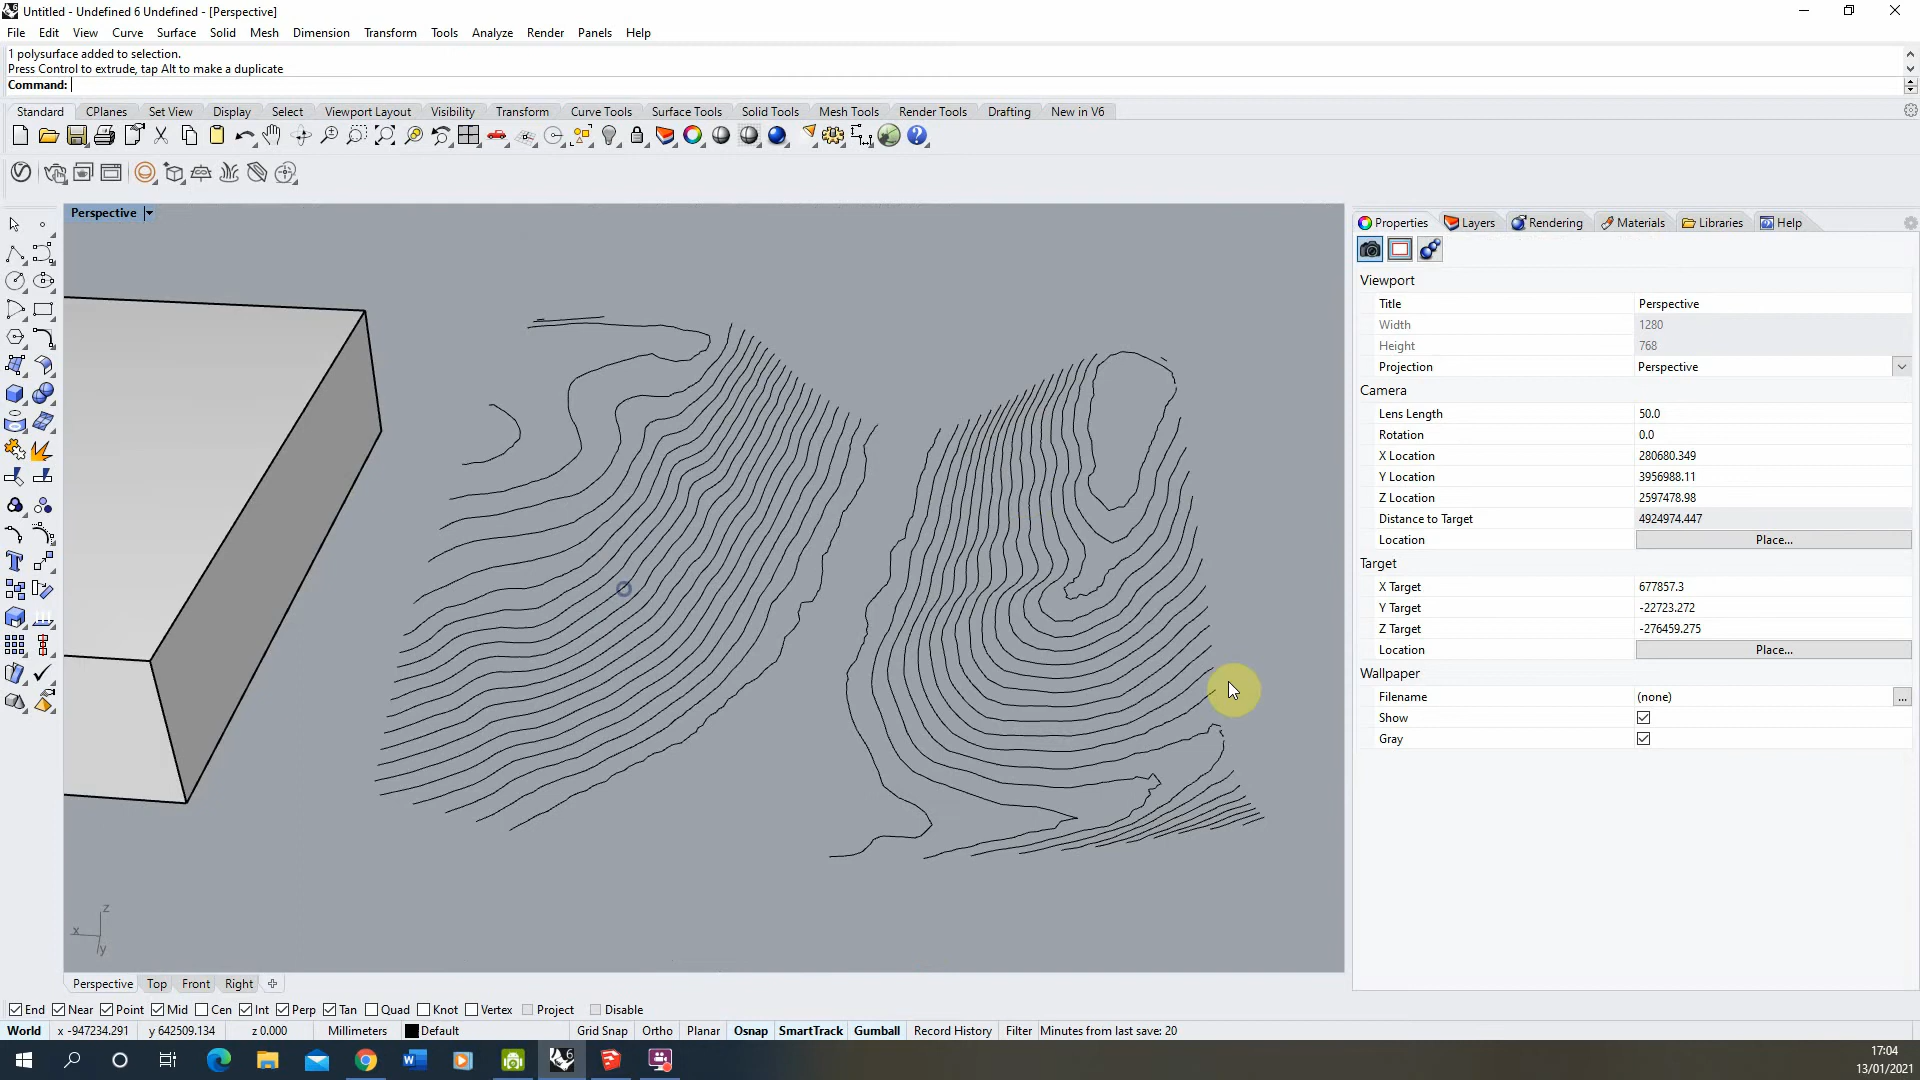 Untitled - Undefined 6 Undefined - [Perspective]
File Edit View Curve Surface Solid Mesh Dimension Transform Tools Analyze Render Panels Help
1 polysurface added to selection.
Press Control to extrude, tap Alt to make a duplicate
Command:
Standard CPlanes Set View Display Select Viewport Layout Visibility Transform Curve Tools Surface Tools Solid Tools Mesh Tools Render Tools Drafting New in V6
Perspective
Properties Layers Rendering Materials Libraries Help
Viewport
Title Perspective
Width 1280
Height 768
Projection Perspective
Camera
Lens Length 50.0
Rotation 0.0
X Location 280680.349
Y Location 3956988.11
Z Location 2597478.98
Distance to Target 4924974.447
Location Place...
Target
X Target 677857.3
Y Target -22723.272
Z Target -276459.275
Location Place...
Wallpaper
Filename (none) ...
Show
Gray
z
x
y
Perspective Top Front Right
End Near Point Mid Cen Int Perp Tan Quad Knot Vertex Project Disable
World x -947234.291 y 642509.134 z 0.000 Millimeters Default Grid Snap Ortho Planar Osnap SmartTrack Gumball Record History Filter Minutes from last save: 20
17:04
13/01/2021